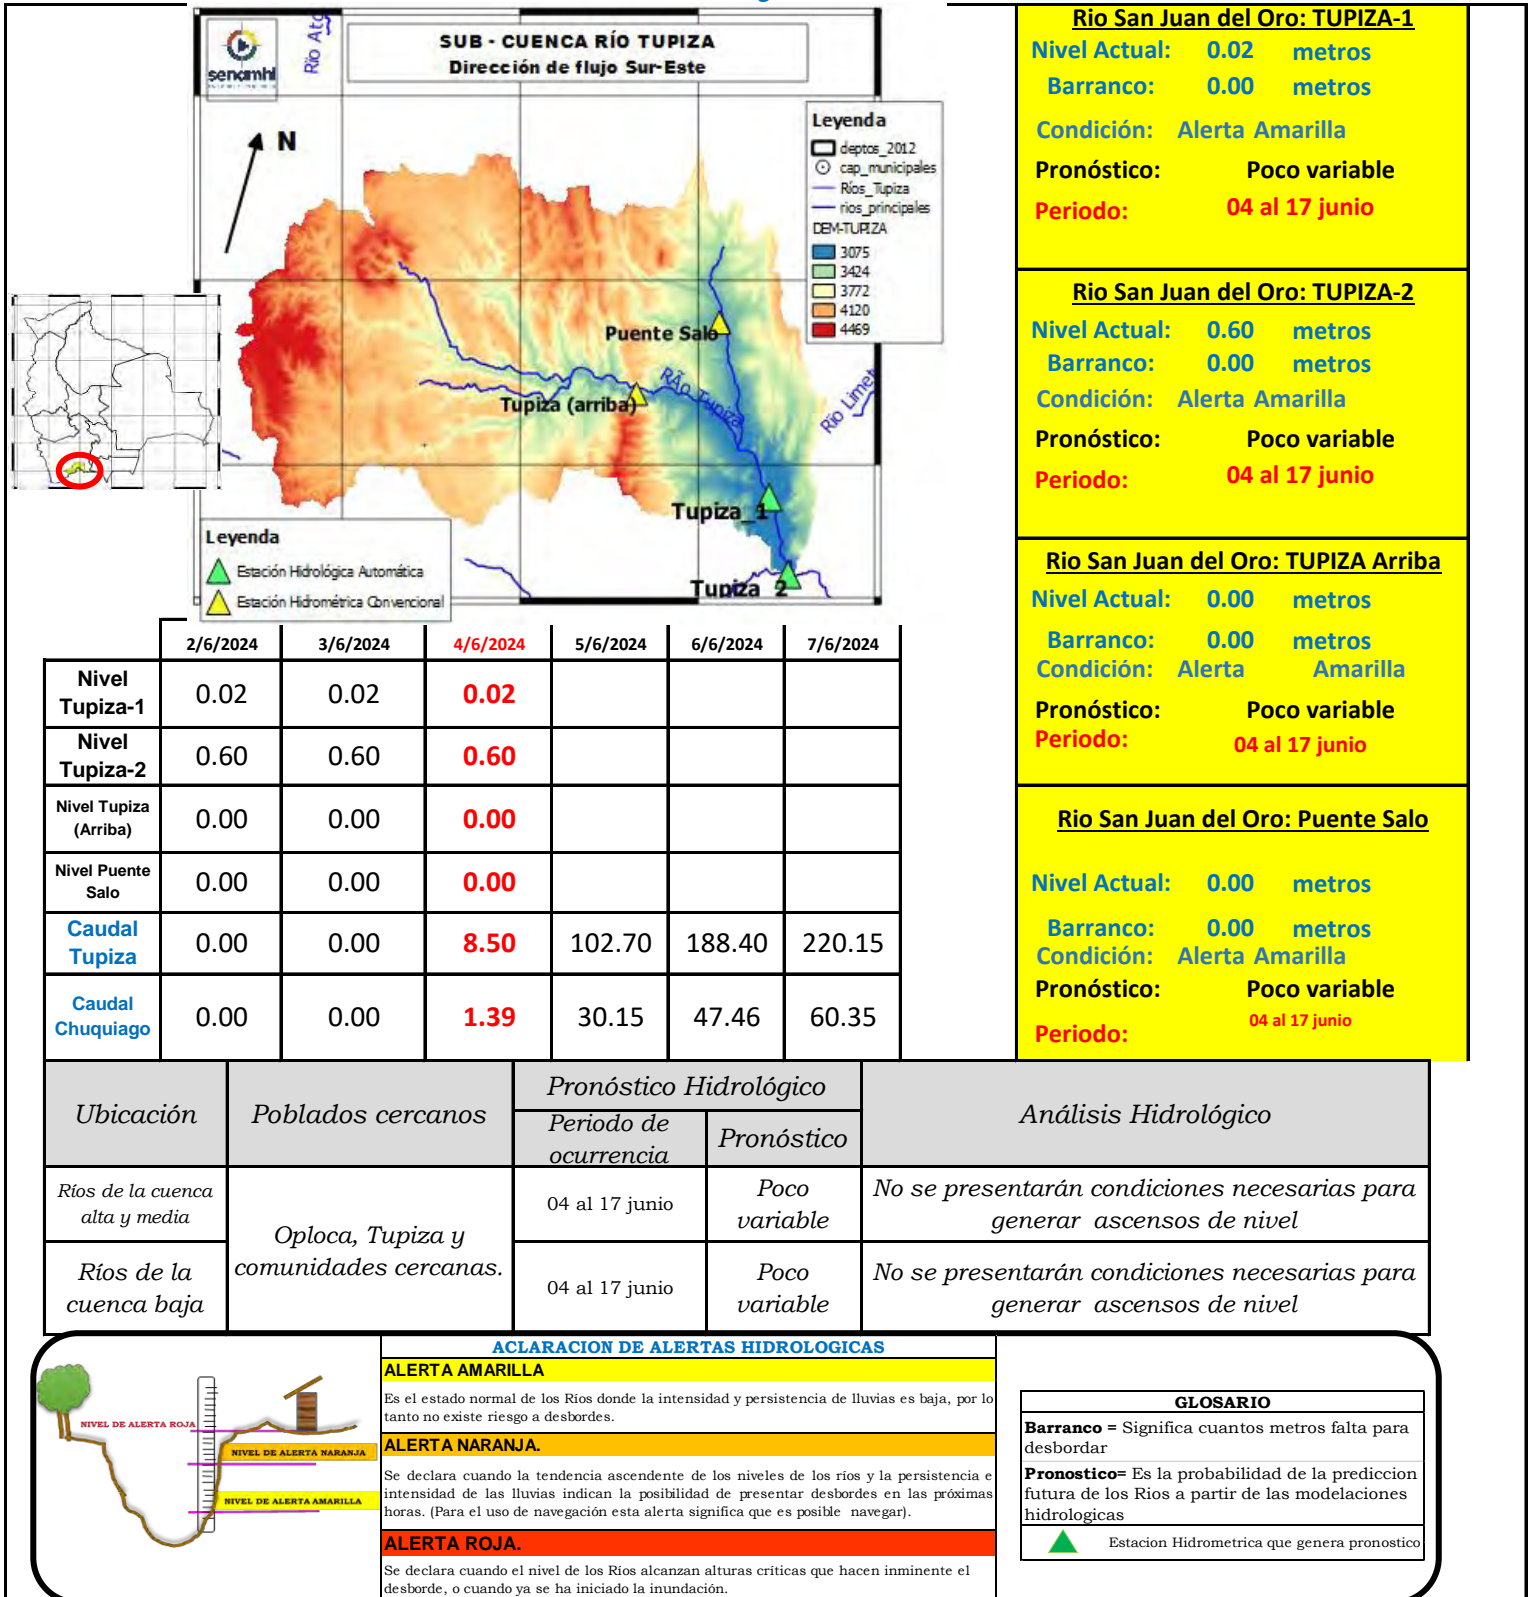 senamhi
Río Ato
SUB - CUENCA RÍO TUPIZA
Dirección de flujo Sur-Este
N
Leyenda
deptos_2012
cap_municipales
Ríos_Tupiza
rios_principales
DEM-TUPIZA
3075
3424
3772
4120
4469
Puente Salo
RÃo Tupiza
Tupiza (arriba)
Río Limet
Tupiza_1
Tupiza_2
Leyenda
Estación Hidrológica Automática
Estación Hidrométrica Convencional
Rio San Juan del Oro: TUPIZA-1
Nivel Actual: 0.02 metros
Barranco: 0.00 metros
Condición: Alerta Amarilla
Pronóstico: Poco variable
Periodo: 04 al 17 junio
Rio San Juan del Oro: TUPIZA-2
Nivel Actual: 0.60 metros
Barranco: 0.00 metros
Condición: Alerta Amarilla
Pronóstico: Poco variable
Periodo: 04 al 17 junio
Rio San Juan del Oro: TUPIZA Arriba
Nivel Actual: 0.00 metros
Barranco: 0.00 metros
Condición: Alerta Amarilla
Pronóstico: Poco variable
Periodo: 04 al 17 junio
Rio San Juan del Oro: Puente Salo
Nivel Actual: 0.00 metros
Barranco: 0.00 metros
Condición: Alerta Amarilla
Pronóstico: Poco variable
Periodo: 04 al 17 junio
2/6/2024 3/6/2024 4/6/2024 5/6/2024 6/6/2024 7/6/2024
Nivel
Tupiza-1 0.02 0.02 0.02
Nivel
Tupiza-2 0.60 0.60 0.60
Nivel Tupiza
(Arriba) 0.00 0.00 0.00
Nivel Puente
Salo 0.00 0.00 0.00
Caudal
Tupiza 0.00 0.00 8.50 102.70 188.40 220.15
Caudal
Chuquiago 0.00 0.00 1.39 30.15 47.46 60.35
Ubicación
Poblados cercanos
Pronóstico Hidrológico
Periodo de
ocurrencia
Pronóstico
Análisis Hidrológico
Ríos de la cuenca
alta y media
Oploca, Tupiza y
comunidades cercanas.
04 al 17 junio
Poco
variable
No se presentarán condiciones necesarias para
generar ascensos de nivel
Ríos de la
cuenca baja
04 al 17 junio
Poco
variable
No se presentarán condiciones necesarias para
generar ascensos de nivel
NIVEL DE ALERTA ROJA
NIVEL DE ALERTA NARANJA
NIVEL DE ALERTA AMARILLA
ACLARACION DE ALERTAS HIDROLOGICAS
ALERTA AMARILLA
Es el estado normal de los Ríos donde la intensidad y persistencia de lluvias es baja, por lo
tanto no existe riesgo a desbordes.
ALERTA NARANJA.
Se declara cuando la tendencia ascendente de los niveles de los ríos y la persistencia e
intensidad de las lluvias indican la posibilidad de presentar desbordes en las próximas
horas. (Para el uso de navegación esta alerta significa que es posible navegar).
ALERTA ROJA.
Se declara cuando el nivel de los Ríos alcanzan alturas críticas que hacen inminente el
desborde, o cuando ya se ha iniciado la inundación.
GLOSARIO
Barranco = Significa cuantos metros falta para
desbordar
Pronostico= Es la probabilidad de la prediccion
futura de los Rios a partir de las modelaciones
hidrologicas
Estacion Hidrometrica que genera pronostico